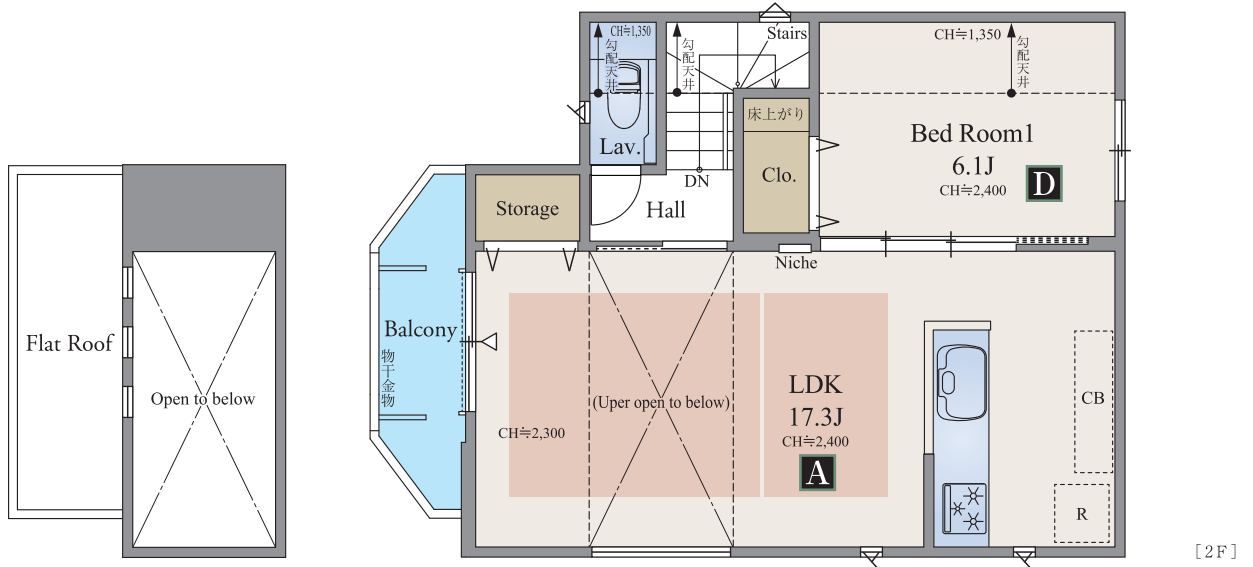 Flat Roof
Open to below
CH≒1,350
勾配天井
Lav.
勾配天井
Stairs
DN
床上がり
Clo.
CH≒1,350
勾配天井
Bed Room1
6.1J
CH≒2,400
D
Storage
Hall
Niche
Balcony
物干金物
CH≒2,300
(Uper open to below)
LDK
17.3J
CH≒2,400
A
CB
R
[2F]